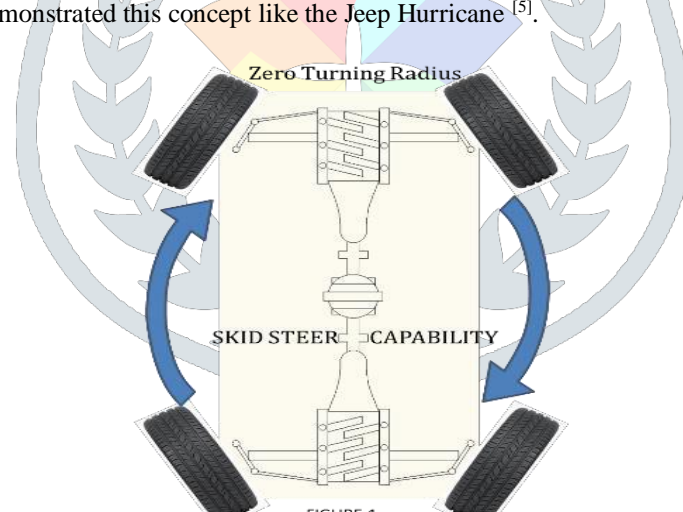 monstrated this concept like the Jeep Hurricane [5].
Zero Turning Radius
SKID STEER CAPABILITY
FIGURE 1